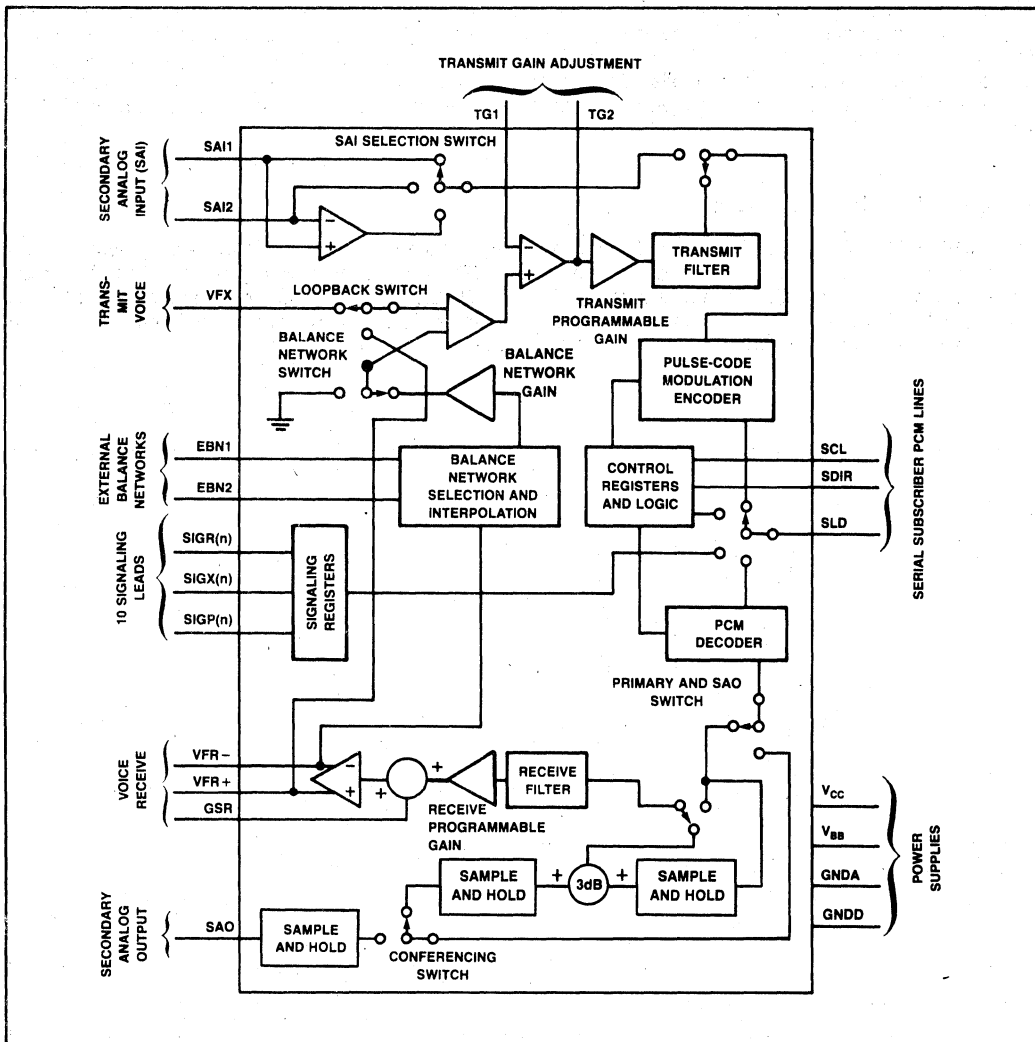 TRANSMIT GAIN ADJUSTMENT
TG1
TG2
SECONDARY
ANALOG
INPUT (SAI)
SAI1
SAI2
SAI SELECTION SWITCH
-
+
-
+
TRANSMIT
FILTER
TRANS-
MIT
VOICE
VFX
LOOPBACK SWITCH
TRANSMIT
PROGRAMMABLE
GAIN
BALANCE
NETWORK
SWITCH
BALANCE
NETWORK
GAIN
PULSE-CODE
MODULATION
ENCODER
EXTERNAL
BALANCE
NETWORKS
EBN1
EBN2
BALANCE
NETWORK
SELECTION AND
INTERPOLATION
CONTROL
REGISTERS
AND LOGIC
SCL
SDIR
SLD
SERIAL SUBSCRIBER PCM LINES
10 SIGNALING
LEADS
SIGR(n)
SIGX(n)
SIGP(n)
SIGNALING
REGISTERS
PCM
DECODER
PRIMARY AND SAO
SWITCH
VOICE
RECEIVE
VFR-
VFR+
GSR
-
+
+
+
RECEIVE
FILTER
RECEIVE
PROGRAMMABLE
GAIN
VCC
VBB
GNDA
GNDD
POWER
SUPPLIES
SAMPLE
AND HOLD
+
3dB
+
SAMPLE
AND HOLD
SECONDARY
ANALOG
OUTPUT
SAO
SAMPLE
AND HOLD
CONFERENCING
SWITCH